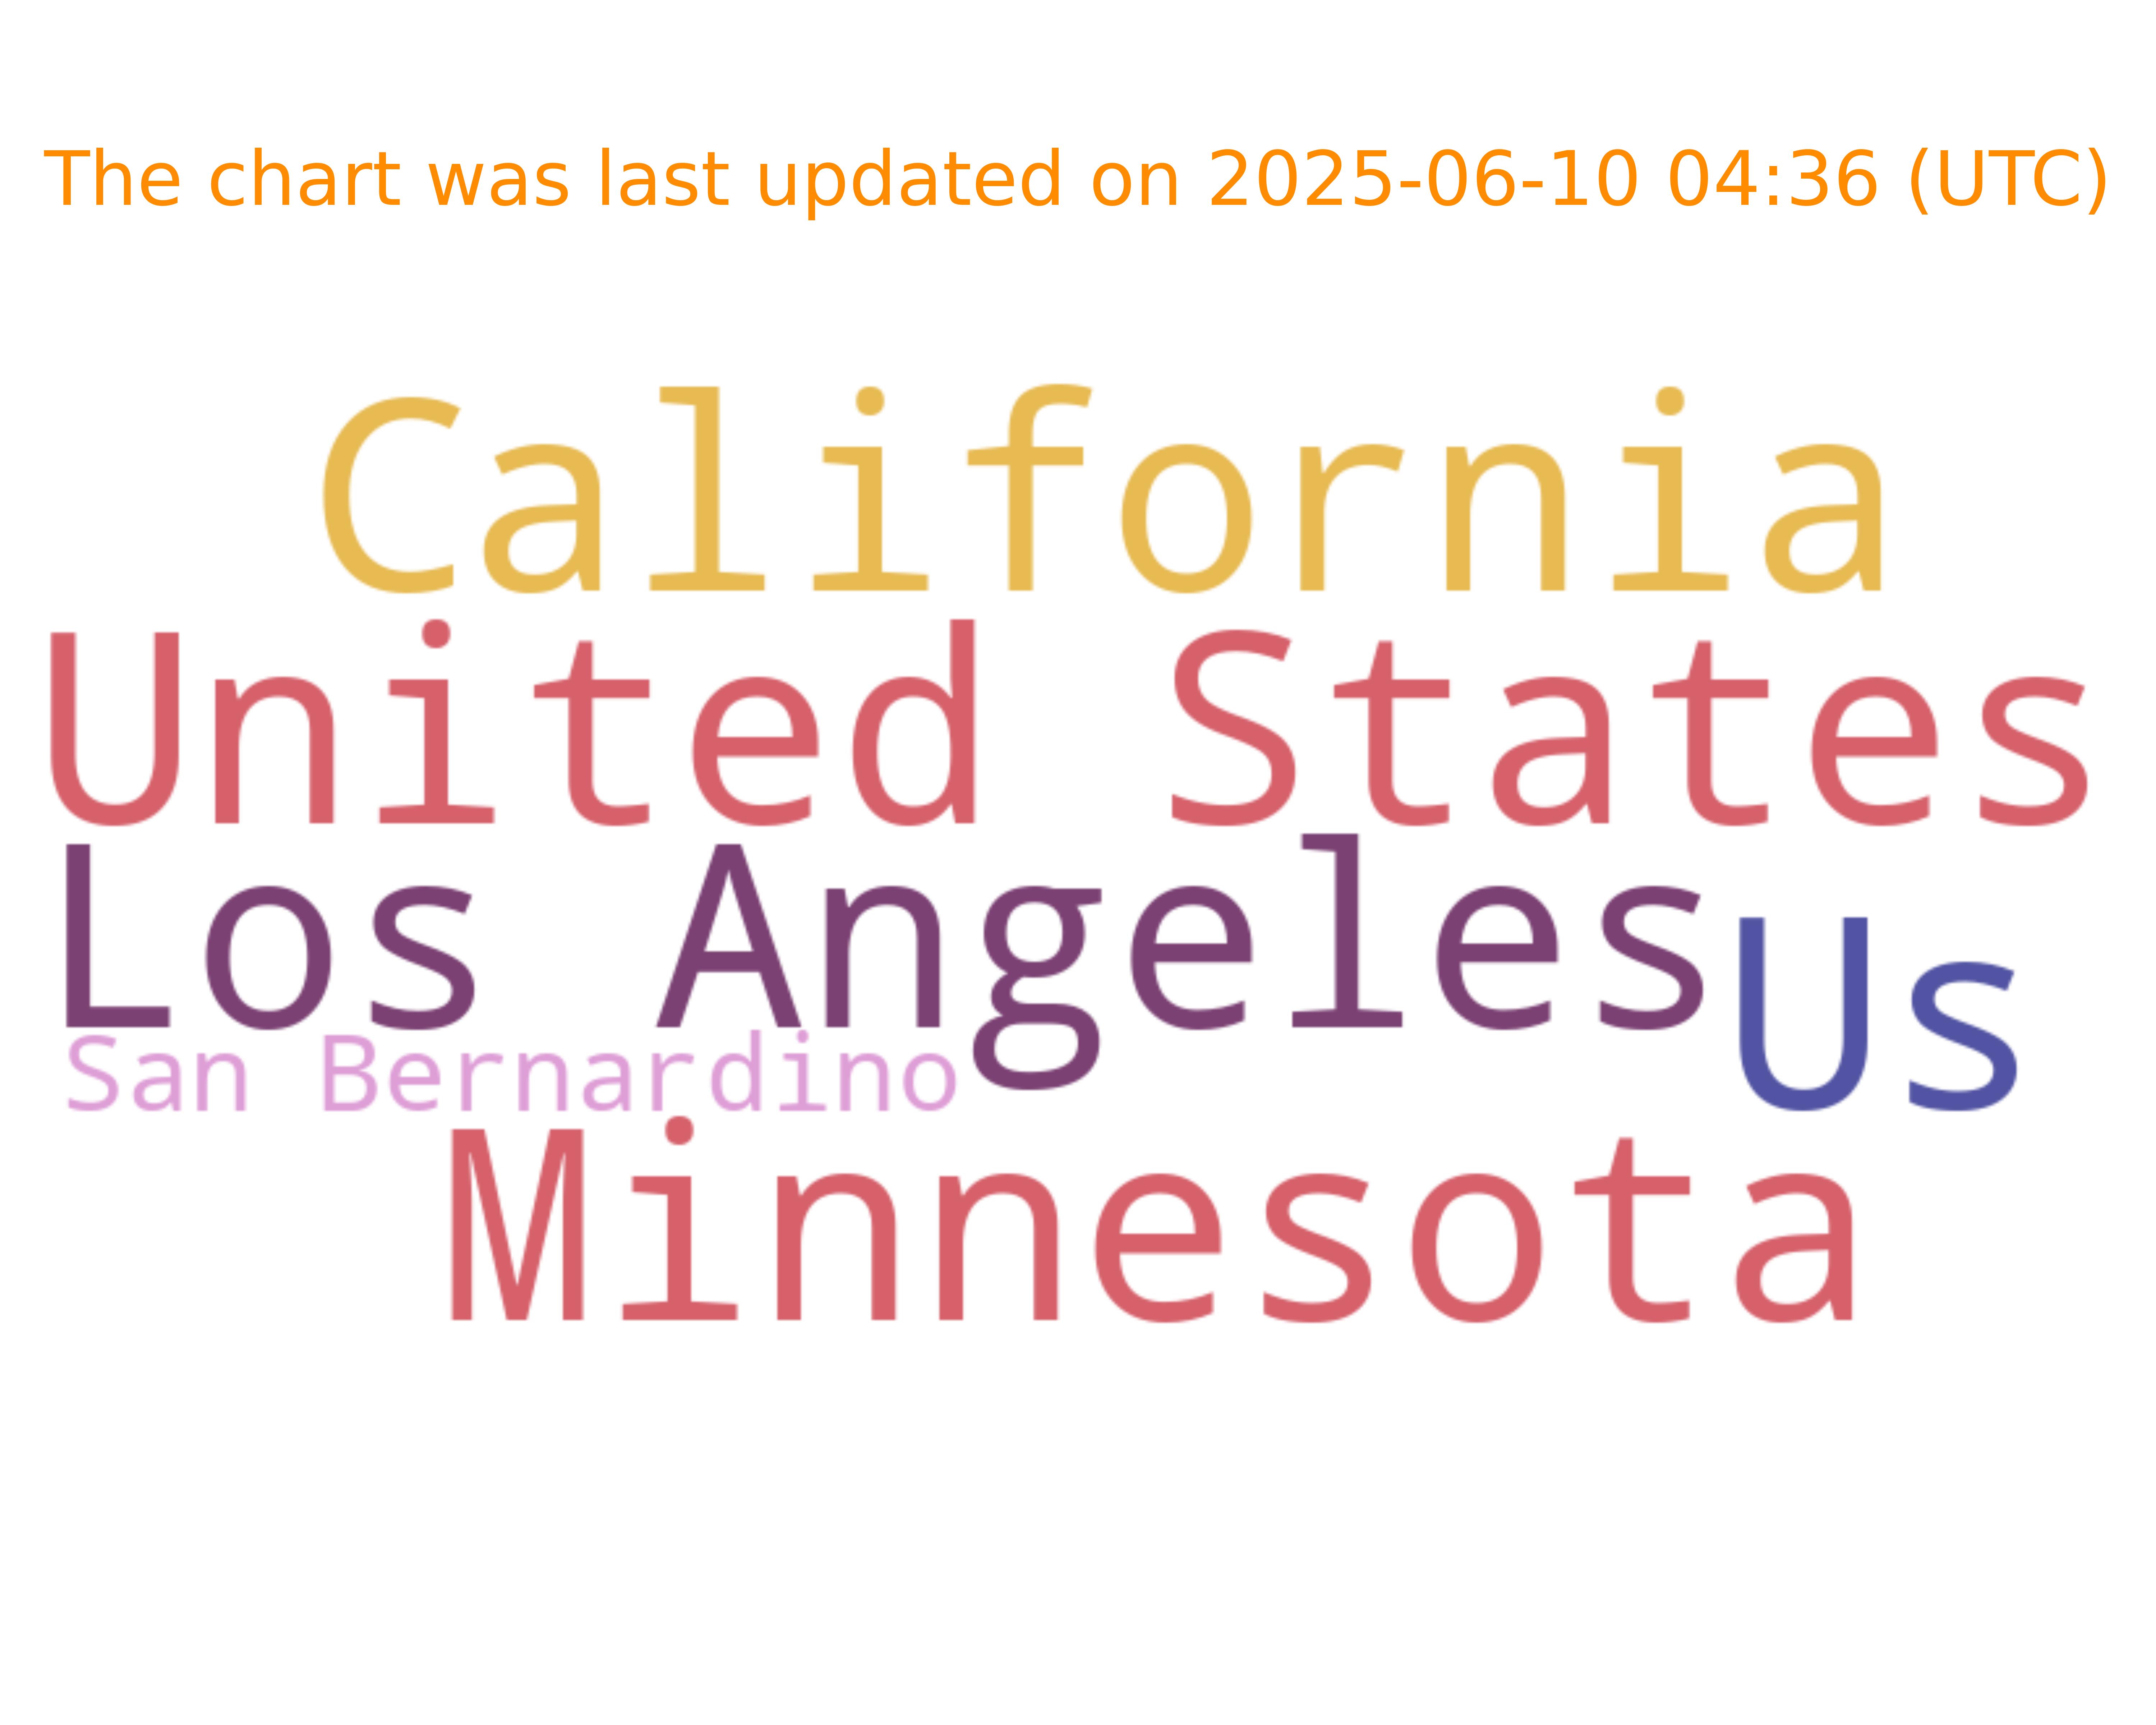 The chart was last updated on 2025-06-10 04:36 (UTC)
California
United States
Los Angeles
Us
San Bernardino
Minnesota